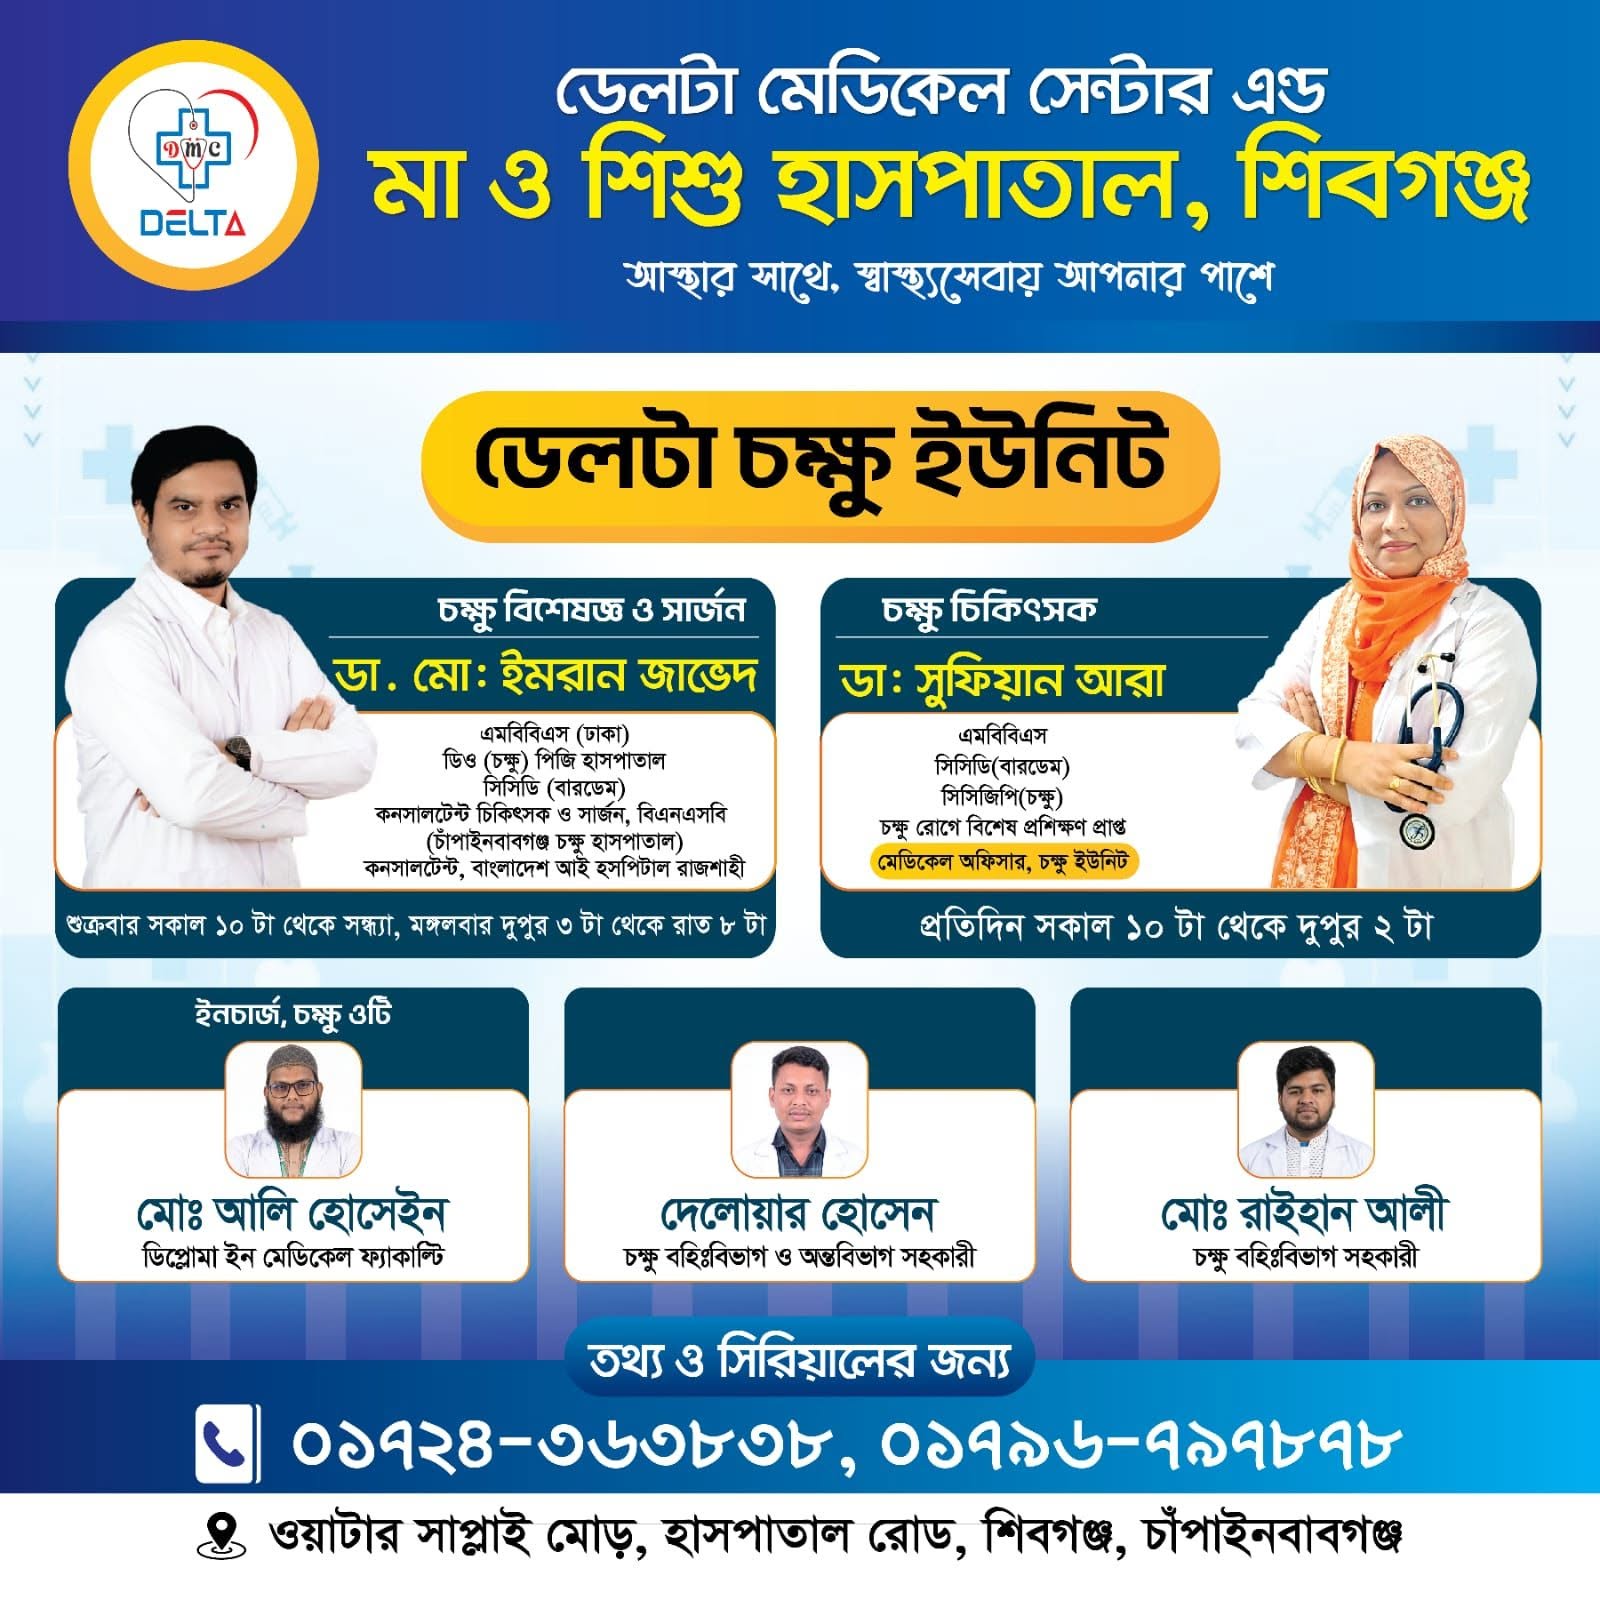 ডেলটা মেডিকেল সেন্টার এণ্ড
মা ও শিশু হাসপাতাল, শিবগঞ্জ
আস্থার সাথে, স্বাস্থ্যসেবায় আপনার পাশে
DMC
DELTA
ডেলটা চক্ষু ইউনিট
চক্ষু বিশেষজ্ঞ ও সার্জন
ডা. মো: ইমরান জাভেদ
এমবিবিএস (ঢাকা)
ডিও (চক্ষু) পিজি হাসপাতাল
সিসিডি (বারডেম)
কনসালটেন্ট চিকিৎসক ও সার্জন, বিএনএসবি
(চাঁপাইনবাবগঞ্জ চক্ষু হাসপাতাল)
কনসালটেন্ট, বাংলাদেশ আই হসপিটাল রাজশাহী
শুক্রবার সকাল ১০ টা থেকে সন্ধ্যা, মঙ্গলবার দুপুর ৩ টা থেকে রাত ৮ টা
চক্ষু চিকিৎসক
ডা: সুফিয়ান আরা
এমবিবিএস
সিসিডি(বারডেম)
সিসিজিপি(চক্ষু)
চক্ষু রোগে বিশেষ প্রশিক্ষণ প্রাপ্ত
মেডিকেল অফিসার, চক্ষু ইউনিট
প্রতিদিন সকাল ১০ টা থেকে দুপুর ২ টা
ইনচার্জ, চক্ষু ওটি
মোঃ আলি হোসেইন
ডিপ্লোমা ইন মেডিকেল ফ্যাকাল্টি
দেলোয়ার হোসেন
চক্ষু বহিঃবিভাগ ও অন্তবিভাগ সহকারী
মোঃ রাইহান আলী
চক্ষু বহিঃবিভাগ সহকারী
তথ্য ও সিরিয়ালের জন্য
০১৭২৪-৩৬৩৮৩৮, ০১৭৯৬-৭৯৭৮৭৮
ওয়াটার সাপ্লাই মোড়, হাসপাতাল রোড, শিবগঞ্জ, চাঁপাইনবাবগঞ্জ